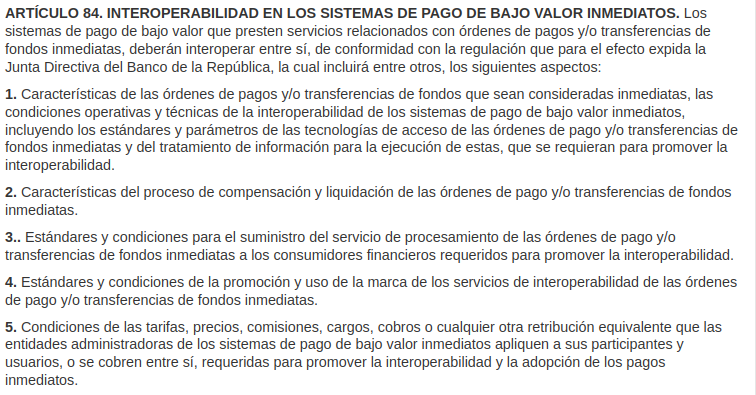 ARTÍCULO 84. INTEROPERABILIDAD EN LOS SISTEMAS DE PAGO DE BAJO VALOR INMEDIATOS. Los
sistemas de pago de bajo valor que presten servicios relacionados con órdenes de pagos y/o transferencias de
fondos inmediatas, deberán interoperar entre sí, de conformidad con la regulación que para el efecto expida la
Junta Directiva del Banco de la República, la cual incluirá entre otros, los siguientes aspectos:
1. Características de las órdenes de pagos y/o transferencias de fondos que sean consideradas inmediatas, las
condiciones operativas y técnicas de la interoperabilidad de los sistemas de pago de bajo valor inmediatos,
incluyendo los estándares y parámetros de las tecnologías de acceso de las órdenes de pago y/o transferencias de
fondos inmediatas y del tratamiento de información para la ejecución de estas, que se requieran para promover la
interoperabilidad.
2. Características del proceso de compensación y liquidación de las órdenes de pago y/o transferencias de fondos
inmediatas.
3.. Estándares y condiciones para el suministro del servicio de procesamiento de las órdenes de pago y/o
transferencias de fondos inmediatas a los consumidores financieros requeridos para promover la interoperabilidad.
4. Estándares y condiciones de la promoción y uso de la marca de los servicios de interoperabilidad de las órdenes
de pago y/o transferencias de fondos inmediatas.
5. Condiciones de las tarifas, precios, comisiones, cargos, cobros o cualquier otra retribución equivalente que las
entidades administradoras de los sistemas de pago de bajo valor inmediatos apliquen a sus participantes y
usuarios, o se cobren entre sí, requeridas para promover la interoperabilidad y la adopción de los pagos
inmediatos.